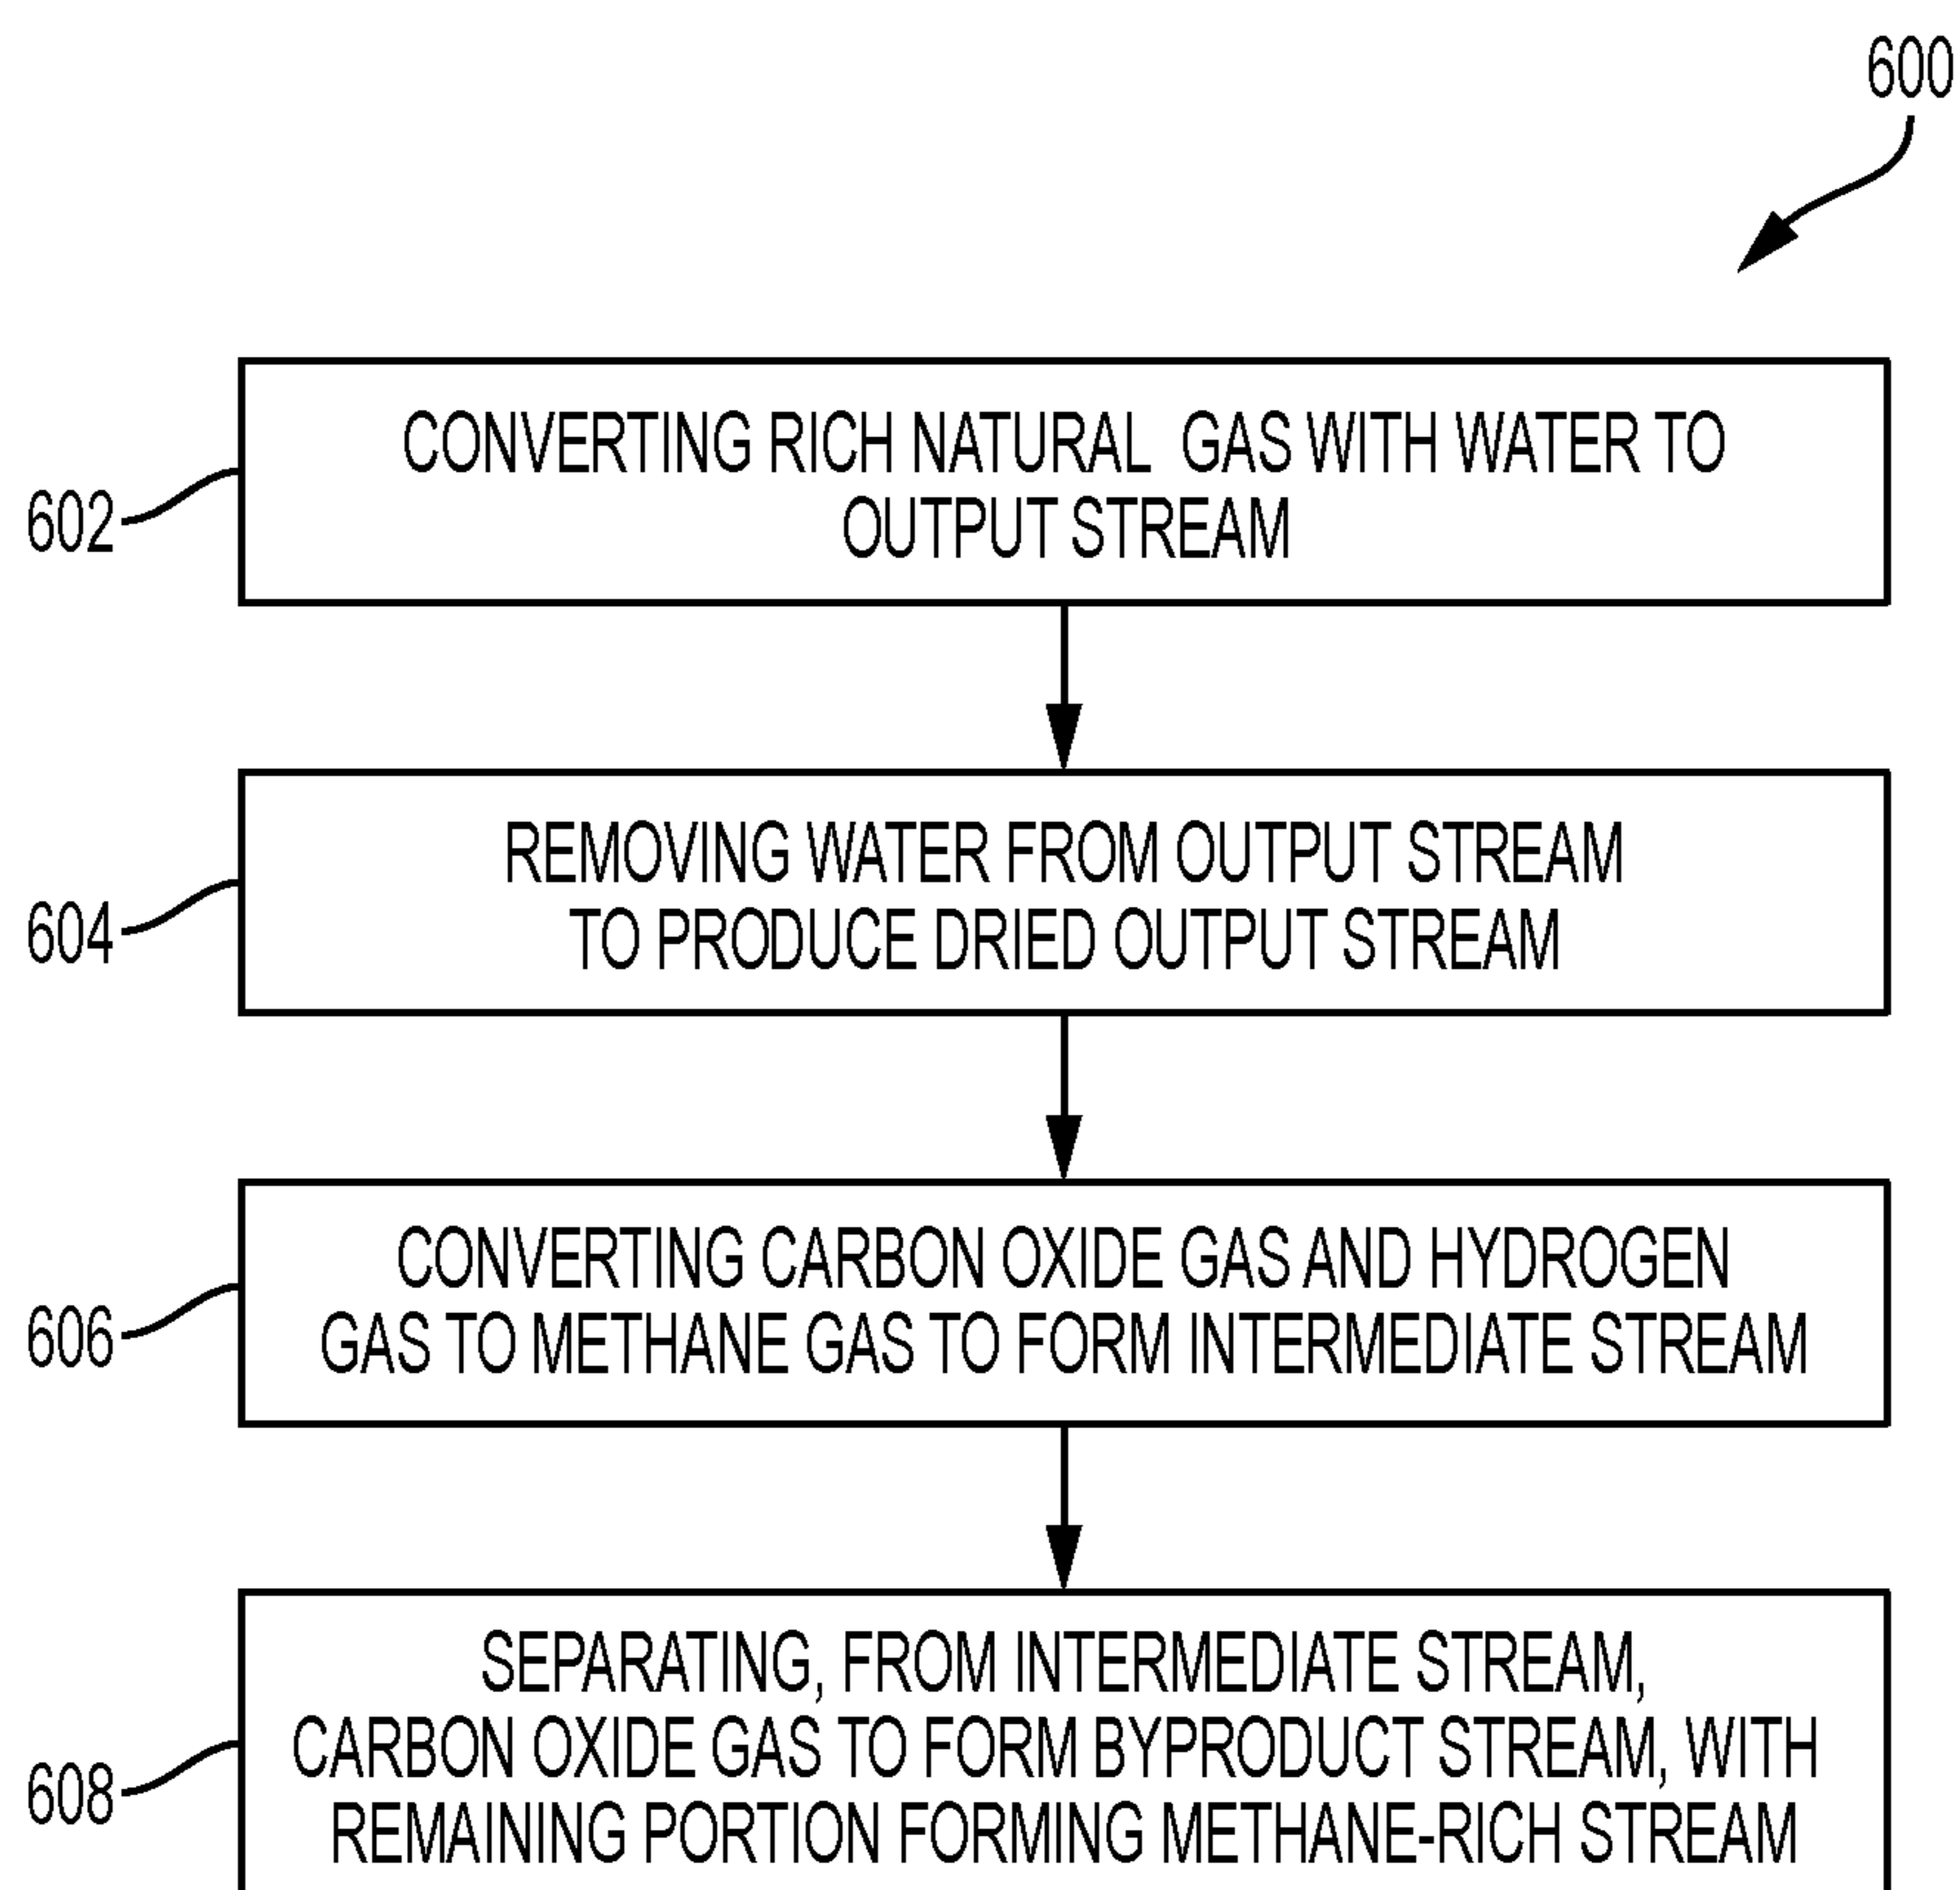 600
602
CONVERTING RICH NATURAL GAS WITH WATER TO
OUTPUT STREAM
604
REMOVING WATER FROM OUTPUT STREAM
TO PRODUCE DRIED OUTPUT STREAM
606
CONVERTING CARBON OXIDE GAS AND HYDROGEN
GAS TO METHANE GAS TO FORM INTERMEDIATE STREAM
608
SEPARATING, FROM INTERMEDIATE STREAM,
CARBON OXIDE GAS TO FORM BYPRODUCT STREAM, WITH
REMAINING PORTION FORMING METHANE-RICH STREAM